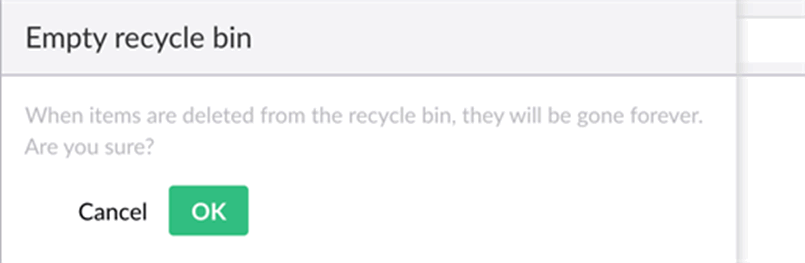 Empty recycle bin
When items are deleted from the recycle bin, they will be gone forever.
Are you sure?
Cancel OK